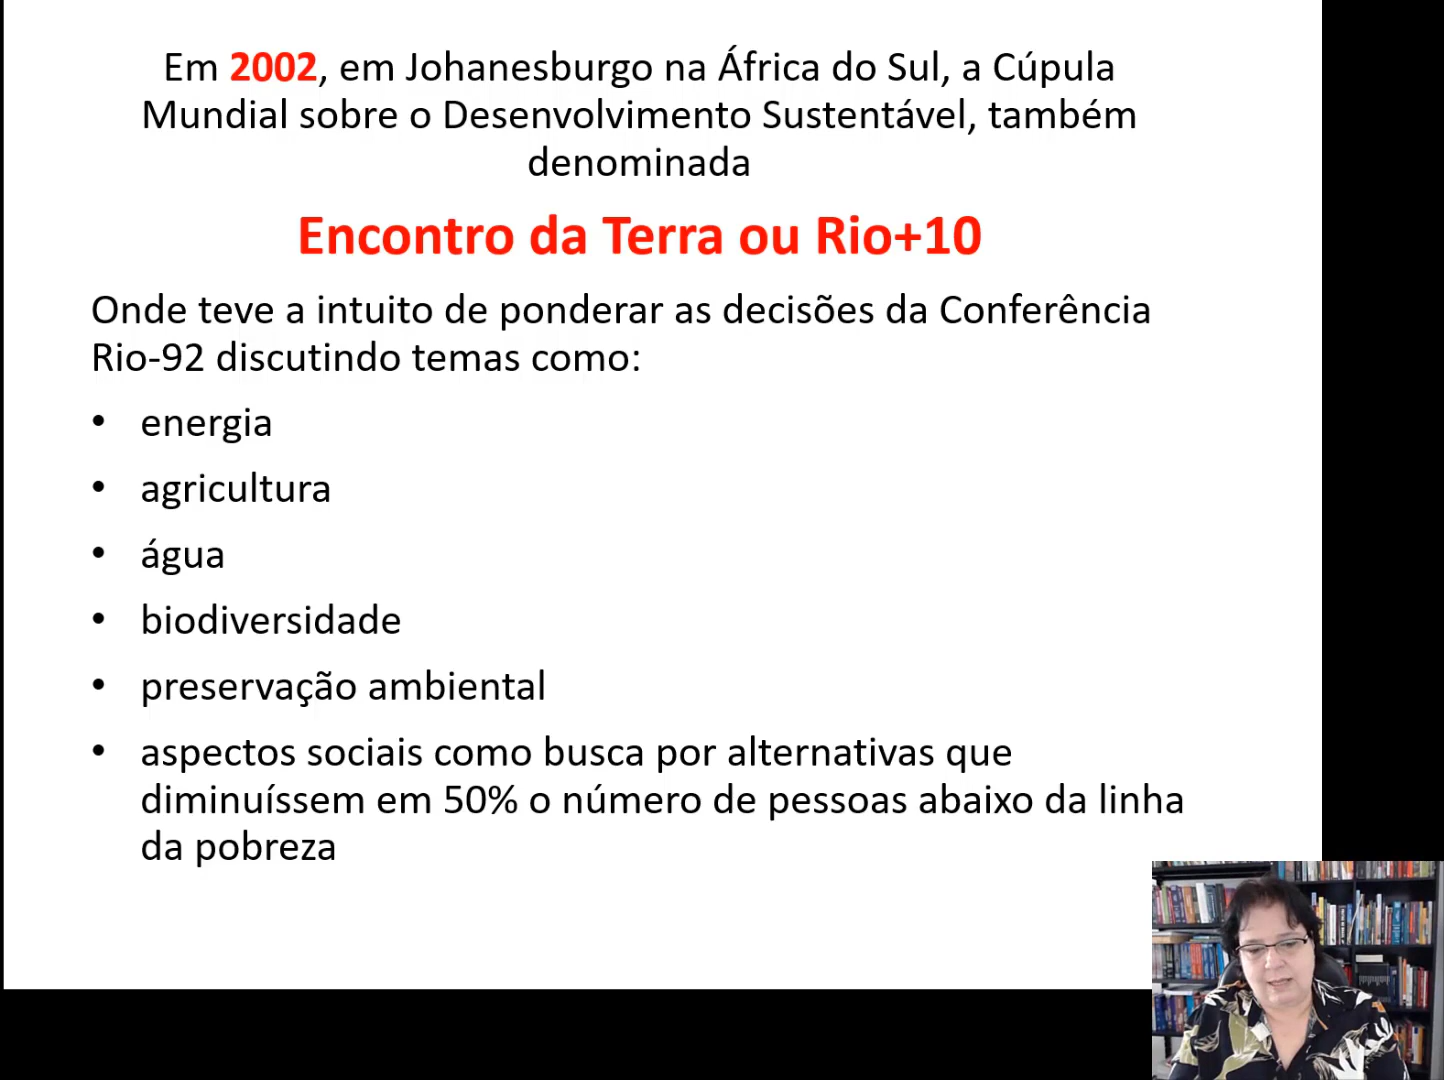 Em 2002, em Johanesburgo na África do Sul, a Cúpula
Mundial sobre o Desenvolvimento Sustentável, também
denominada
Encontro da Terra ou Rio+10
Onde teve a intuito de ponderar as decisões da Conferência
Rio-92 discutindo temas como:
• energia
• agricultura
• água
• biodiversidade
• preservação ambiental
• aspectos sociais como busca por alternativas que
diminuíssem em 50% o número de pessoas abaixo da linha
da pobreza